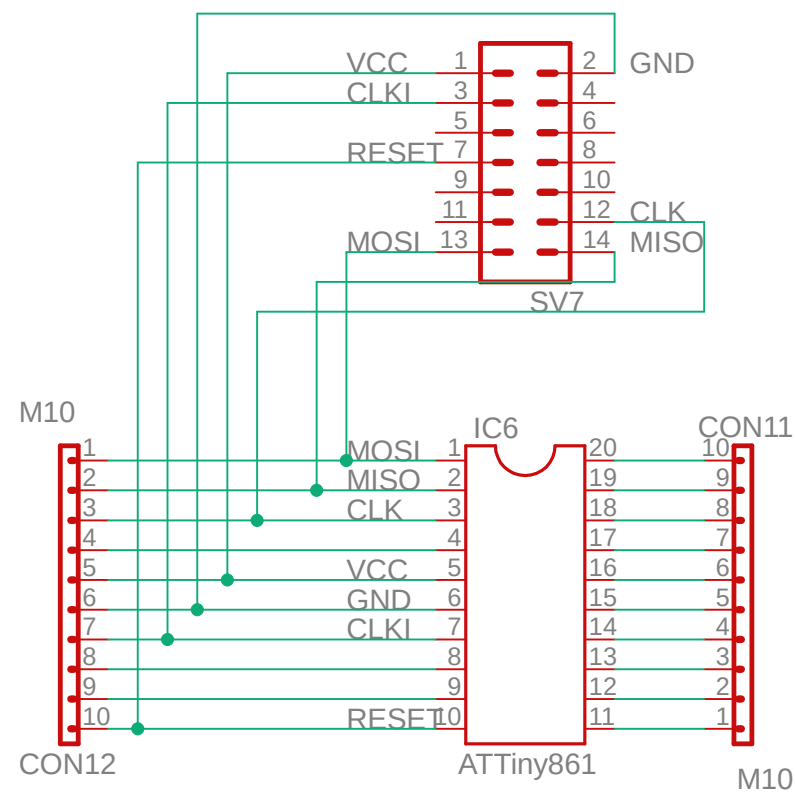 VCC 1 2 GND
CLKI 3 4
5 6
RESET 7 8
9 10
11 12 CLK
MOSI 13 14 MISO
SV7
M10 IC6 CON11
1 MOSI 1 20 10
2 MISO 2 19 9
3 CLK 3 18 8
4 4 17 7
5 VCC 5 16 6
6 GND 6 15 5
7 CLKI 7 14 4
8 8 13 3
9 9 12 2
10 RESET 10 11 1
CON12 ATTiny861 M10